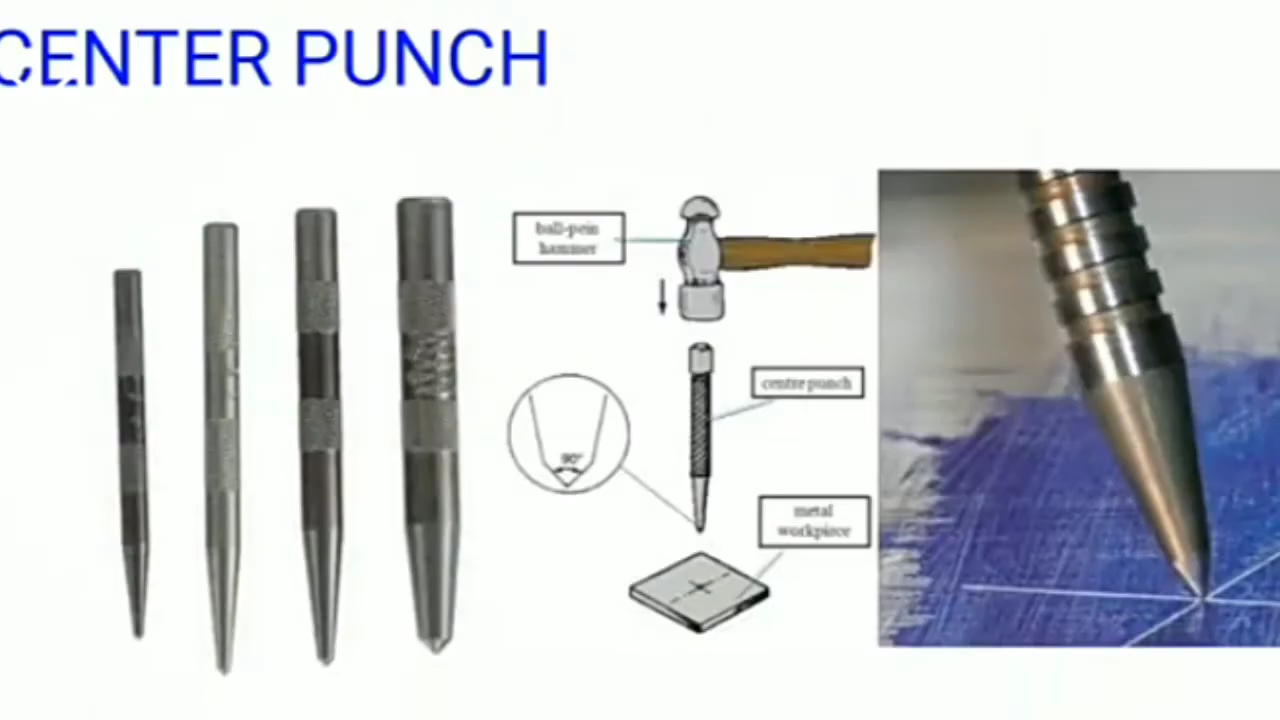 CENTER PUNCH
ball-pein
hammer
centre punch
90°
metal
workpiece